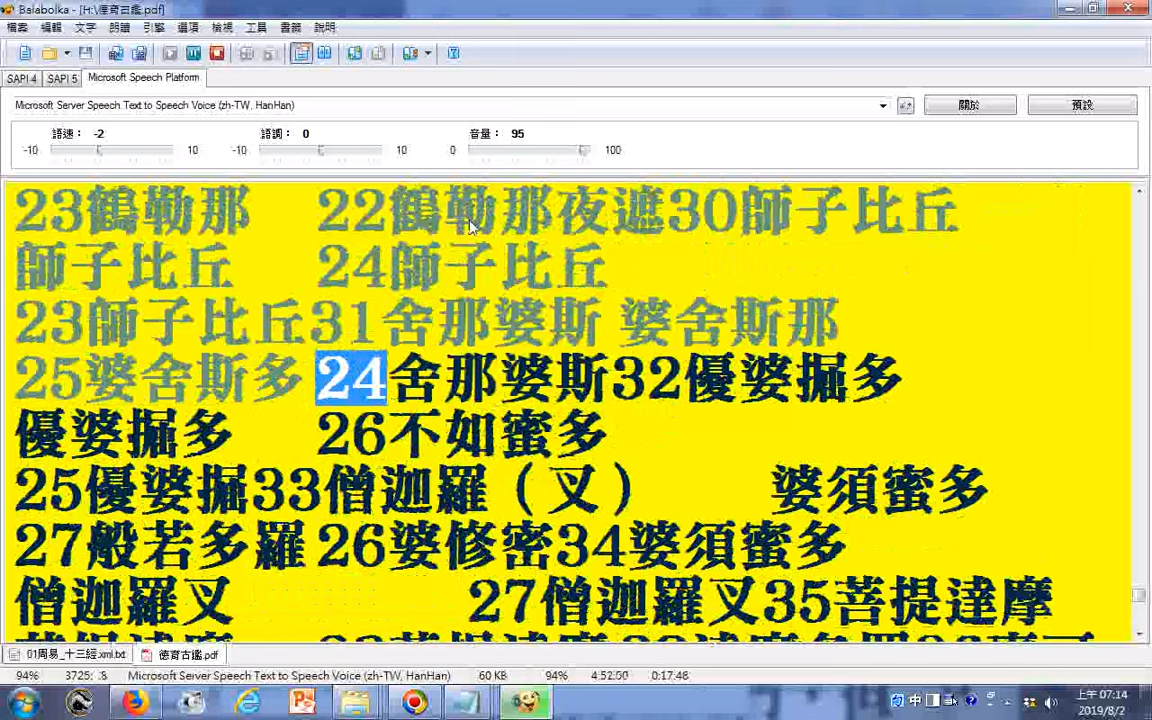 Balabolka - [H:\德育古鑑.pdf]
檔案 編輯 文字 朗讀 引擎 選項 檢視 工具 書籤 說明
SAPI 4 SAPI 5 Microsoft Speech Platform
Microsoft Server Speech Text to Speech Voice (zh-TW, HanHan) 關於 預設
語速: -2 語調: 0 音量: 95
-10 10 -10 10 0 100
23鶴勒那 22鶴勒那夜遮30師子比丘
師子比丘 24師子比丘
23師子比丘31舍那婆斯 婆舍斯那
25婆舍斯多 24舍那婆斯32優婆掘多
優婆掘多 26不如蜜多
25優婆掘33僧迦羅（叉） 婆須蜜多
27般若多羅 26婆修密34婆須蜜多
僧迦羅叉 27僧迦羅叉35菩提達摩
01周易_十三經.xml.txt 德育古鑑.pdf
94% Microsoft Server Speech Text to Speech Voice (zh-TW, HanHan) 60 KB 94% 0:17:48
中 上午 07:14
2019/8/2